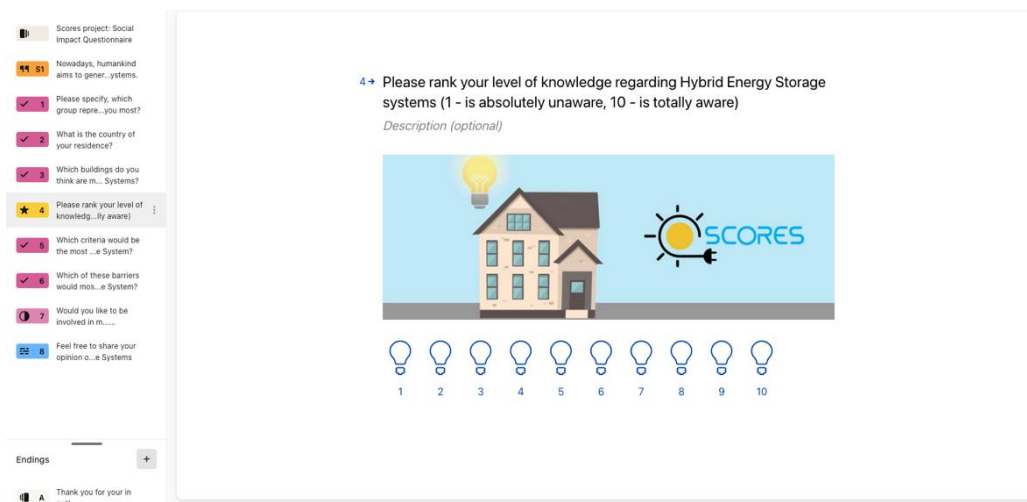 Scores project: Social
Impact Questionnaire
S1
Nowadays, humankind
aims to gener...ystems.
1
Please specify, which
group repre...you most?
2
What is the country of
your residence?
3
Which buildings do you
think are m... Systems?
4
Please rank your level of
knowledg...lly aware)
5
Which criteria would be
the most ...e System?
6
Which of these barriers
would mos...e System?
7
Would you like to be
involved in m......
8
Feel free to share your
opinion o...e Systems
Endings
+
A
Thank you for your in
4 → Please rank your level of knowledge regarding Hybrid Energy Storage
systems (1 - is absolutely unaware, 10 - is totally aware)
Description (optional)
SCORES
1 2 3 4 5 6 7 8 9 10